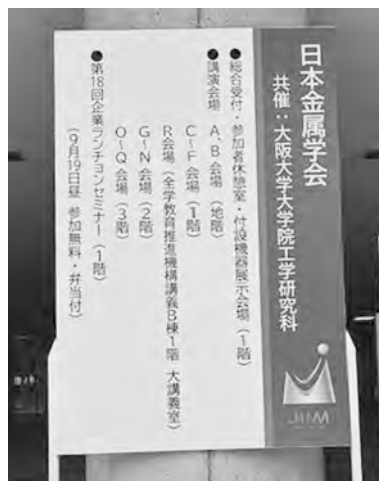 日本金属学会
共催：大阪大学大学院工学研究科
●総合受付・参加者休憩室・付設機器展示会場（1階）
●講演会場 A、B会場（地階）
C～F会場（1階）
R会場（全学教育推進機構講義B棟1階 大講義室）
G～N会場（2階）
O～Q会場（3階）
●第18回企業ランチョンセミナー（1階）
（9月19日昼 参加無料・弁当付）
JIMM